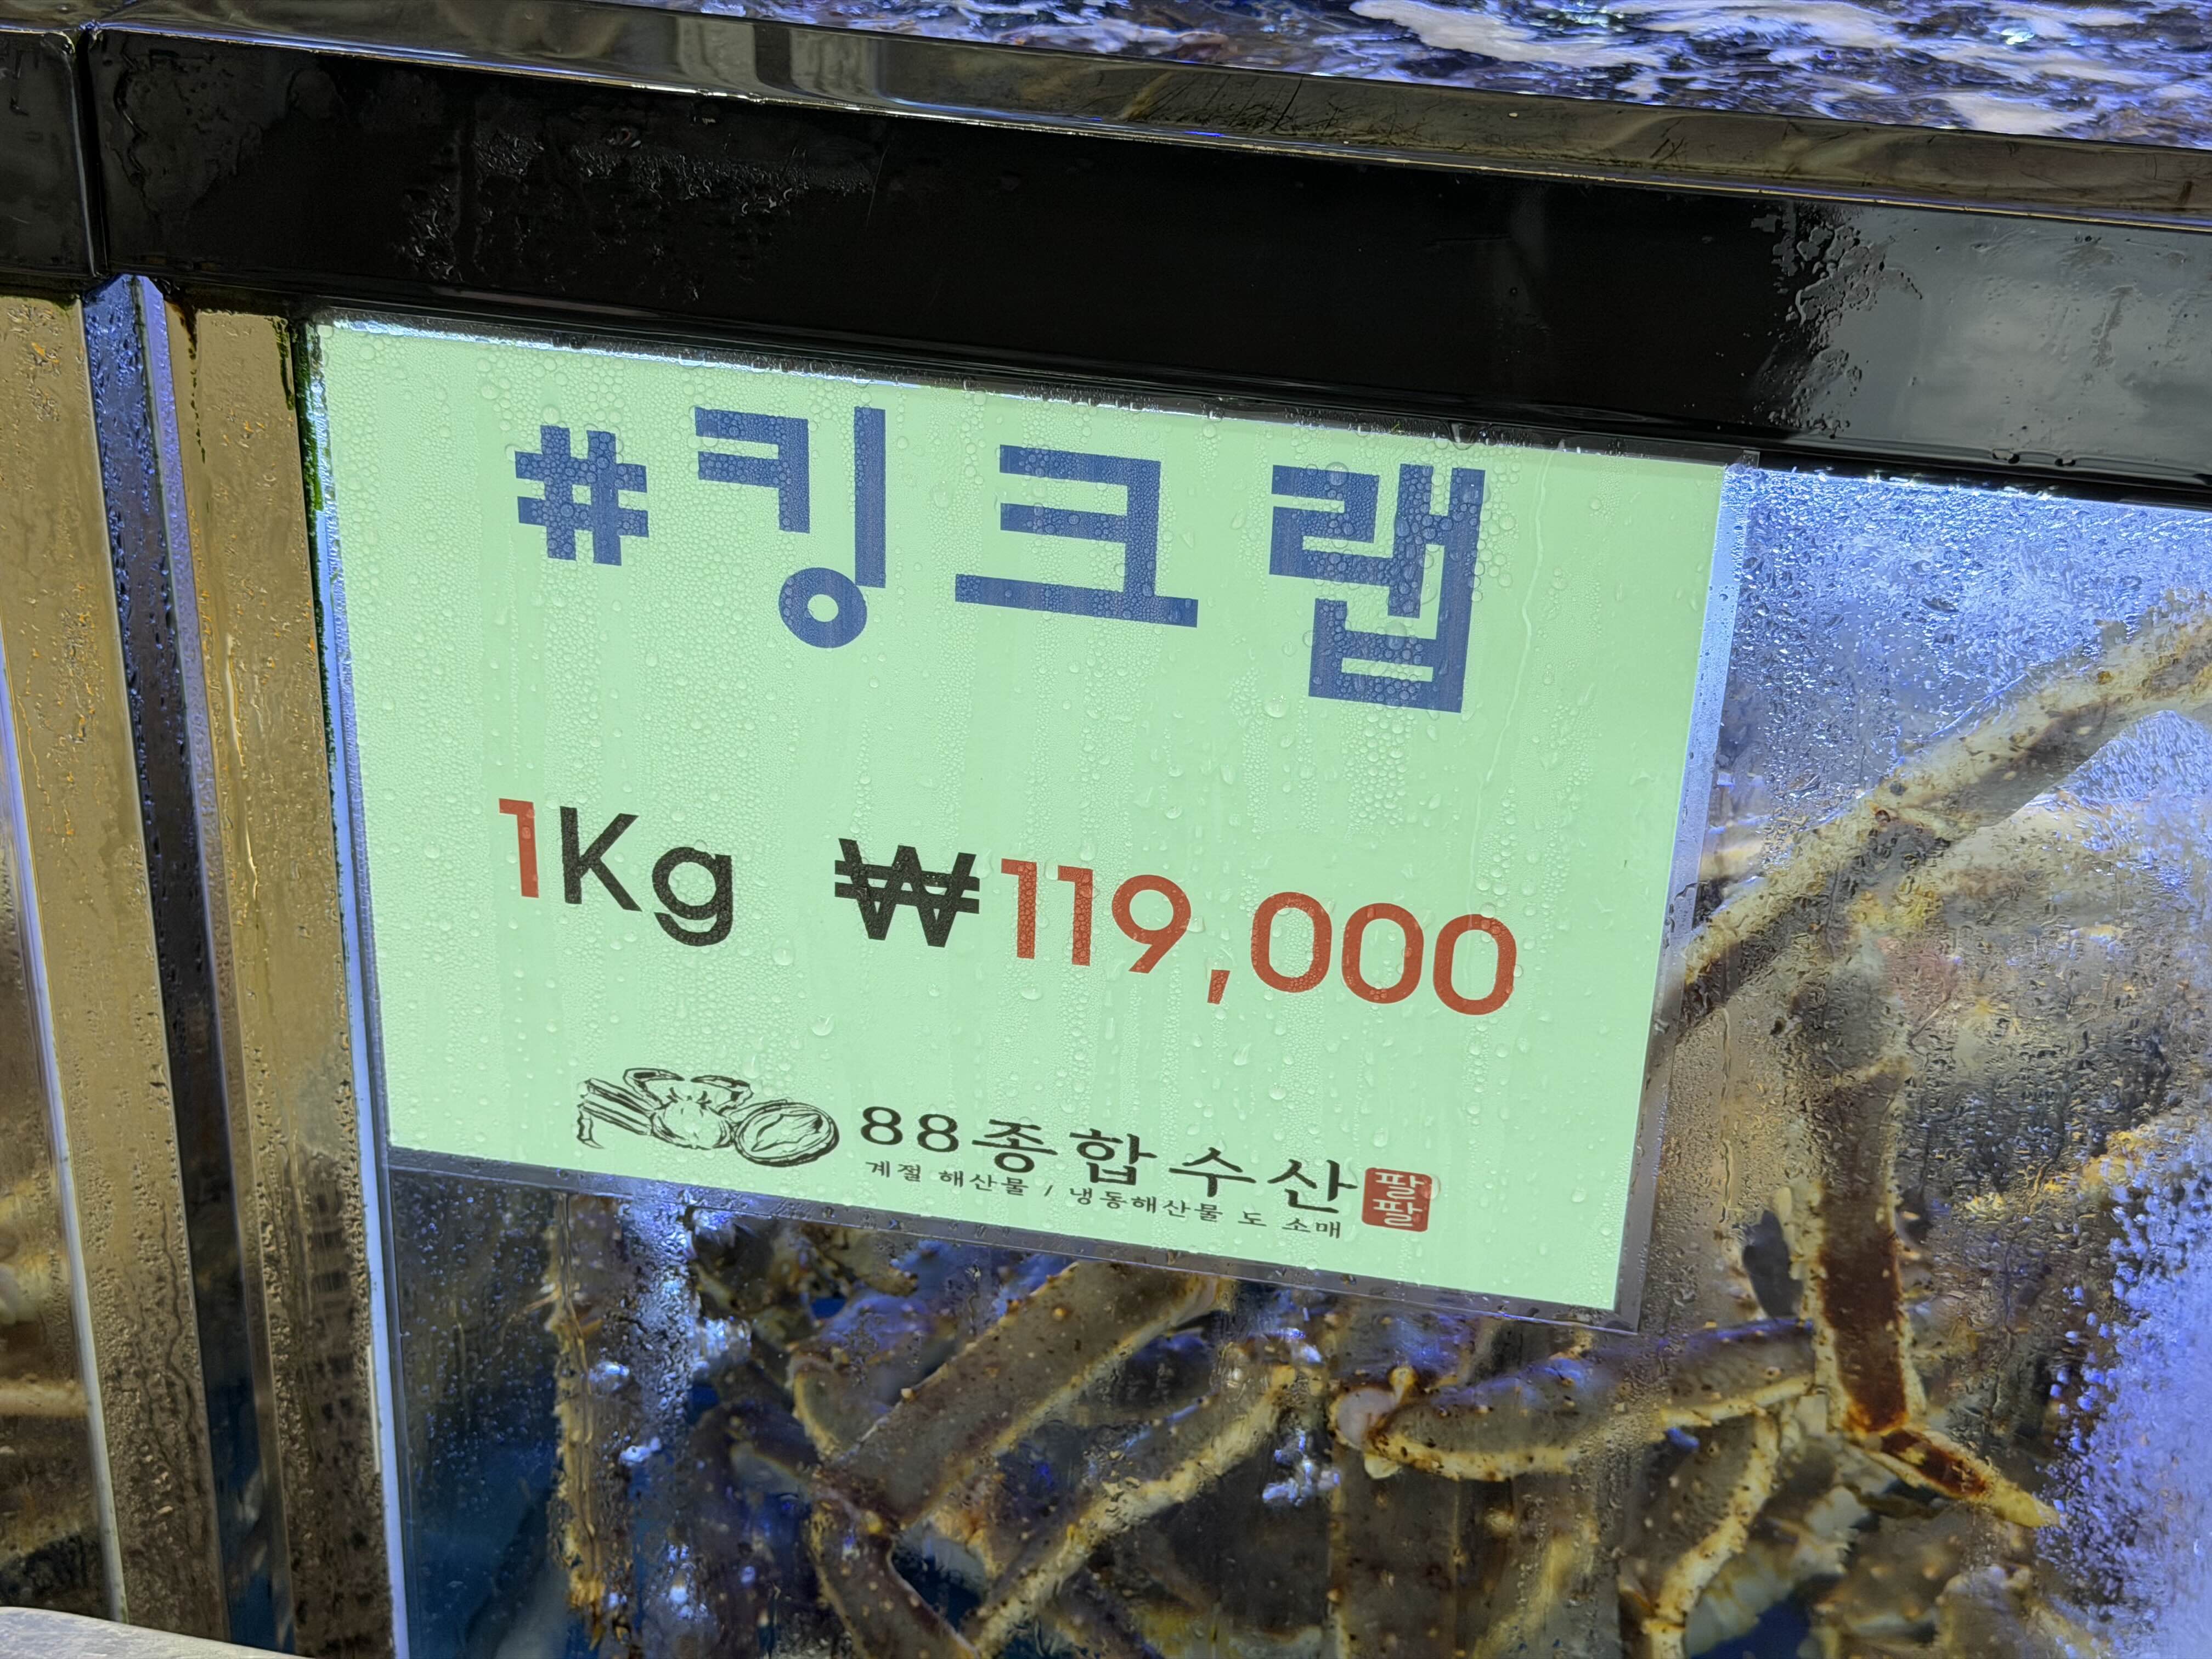 #킹크랩
1Kg ₩119,000
88종합수산 팔팔
계절 해산물 / 냉동해산물 도 소매